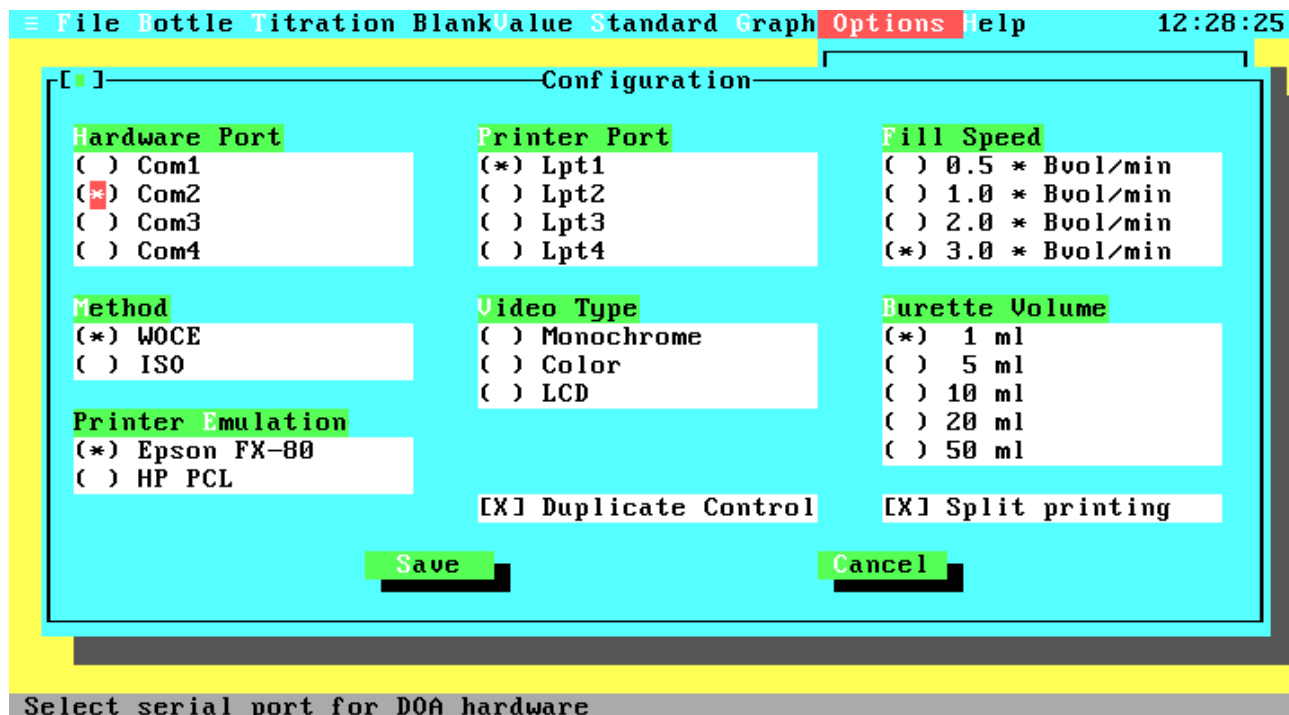 ≡ File Bottle Titration BlankValue Standard Graph Options Help 12:28:25
[■] Configuration
Hardware Port
( ) Com1
(*) Com2
( ) Com3
( ) Com4
Method
(*) WOCE
( ) ISO
Printer Emulation
(*) Epson FX-80
( ) HP PCL
Printer Port
(*) Lpt1
( ) Lpt2
( ) Lpt3
( ) Lpt4
Video Type
( ) Monochrome
( ) Color
( ) LCD
[X] Duplicate Control
Fill Speed
( ) 0.5 * Bvol/min
( ) 1.0 * Bvol/min
( ) 2.0 * Bvol/min
(*) 3.0 * Bvol/min
Burette Volume
(*) 1 ml
( ) 5 ml
( ) 10 ml
( ) 20 ml
( ) 50 ml
[X] Split printing
Save
Cancel
Select serial port for DOA hardware